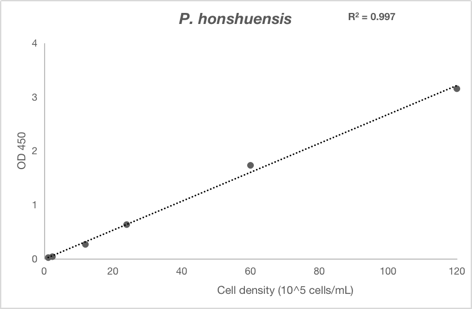 P. honshuensis
R² = 0.997
4
3
2
1
0
OD 450
0 20 40 60 80 100 120
Cell density (10^5 cells/mL)